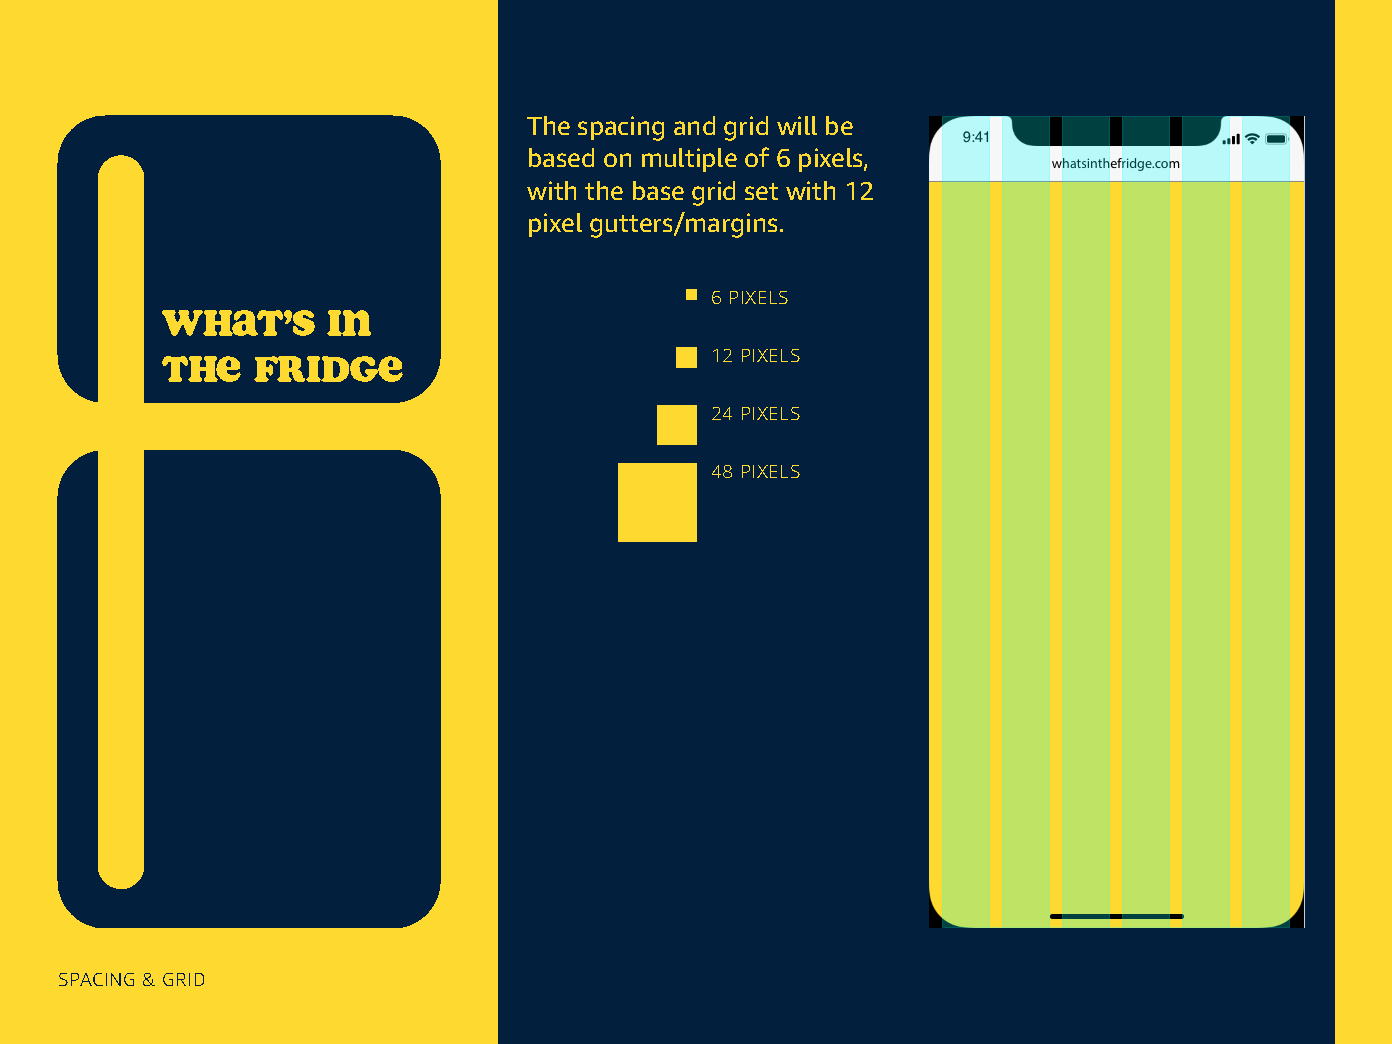 WHAT'S IN
THE FRIDGE
SPACING & GRID
The spacing and grid will be
based on multiple of 6 pixels,
with the base grid set with 12
pixel gutters/margins.
6 PIXELS
12 PIXELS
24 PIXELS
48 PIXELS
9:41
whatsinthefridge.com